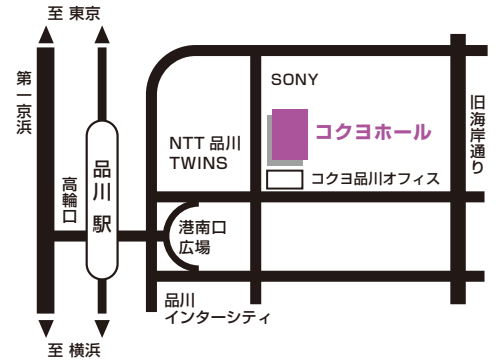 至 東京
第一京浜
SONY
コクヨホール
NTT 品川
TWINS
旧海岸通り
品川駅
高輪口
コクヨ品川オフィス
港南口
広場
品川
インターシティ
至 横浜